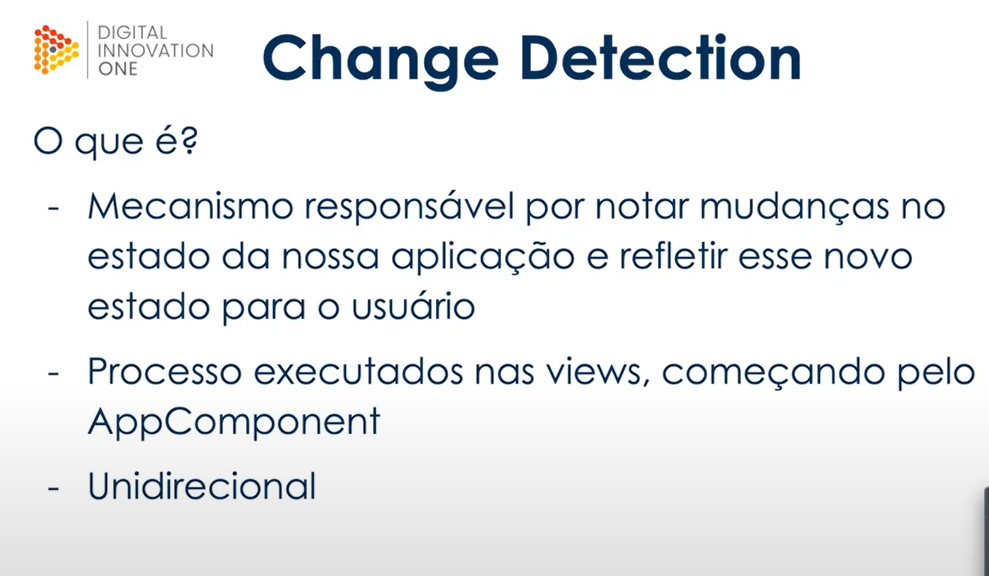 DIGITAL
INNOVATION
ONE
Change Detection
O que é?
- Mecanismo responsável por notar mudanças no
estado da nossa aplicação e refletir esse novo
estado para o usuário
- Processo executados nas views, começando pelo
AppComponent
- Unidirecional